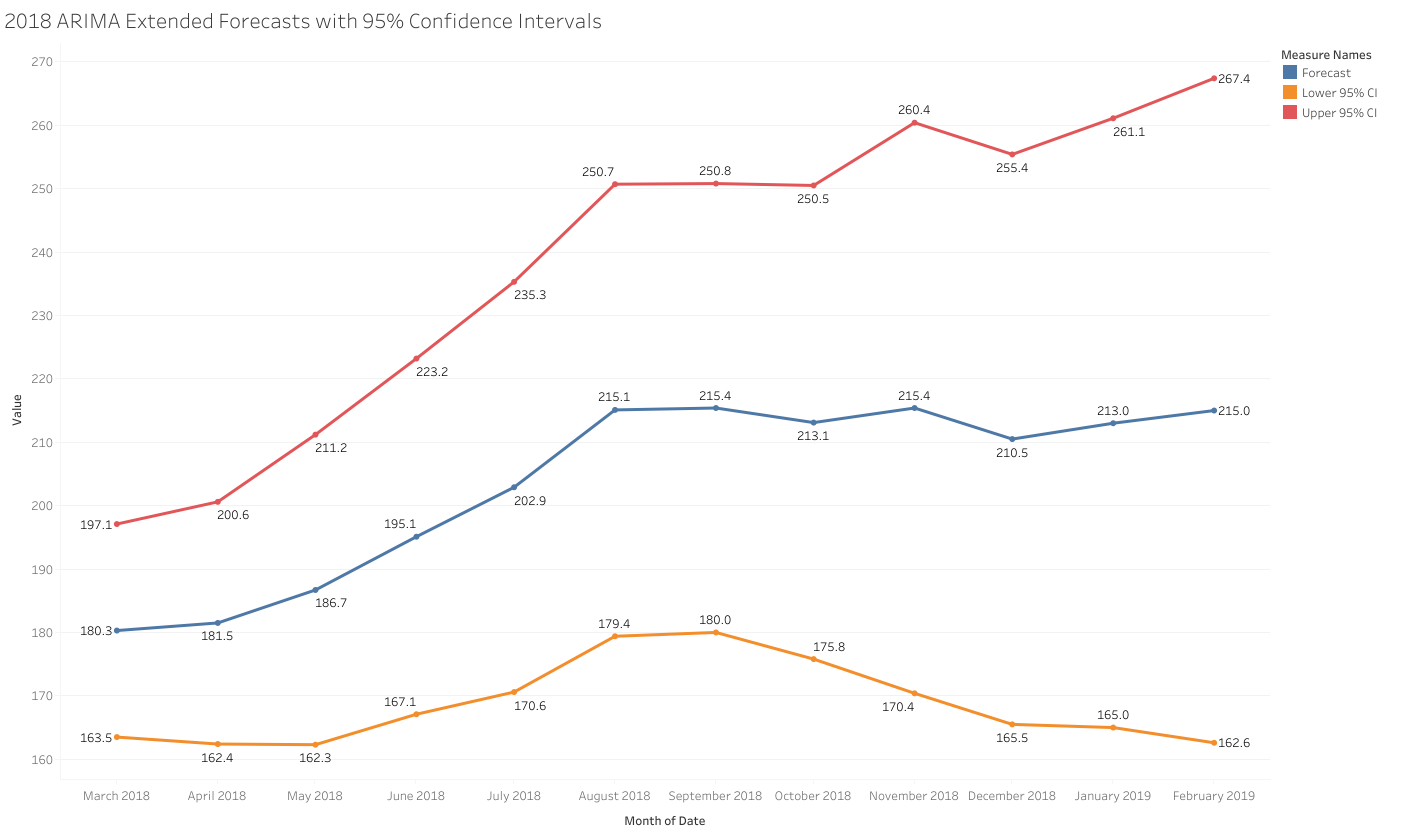 2018 ARIMA Extended Forecasts with 95% Confidence Intervals
Measure Names
Forecast
Lower 95% CI
Upper 95% CI
270
260
250
240
230
220
210
200
190
180
170
160
Value
197.1
200.6
211.2
223.2
235.3
250.7
250.8
250.5
260.4
255.4
261.1
267.4
180.3
181.5
186.7
195.1
202.9
215.1
215.4
213.1
215.4
210.5
213.0
215.0
163.5
162.4
162.3
167.1
170.6
179.4
180.0
175.8
170.4
165.5
165.0
162.6
March 2018
April 2018
May 2018
June 2018
July 2018
August 2018
September 2018
October 2018
November 2018
December 2018
January 2019
February 2019
Month of Date